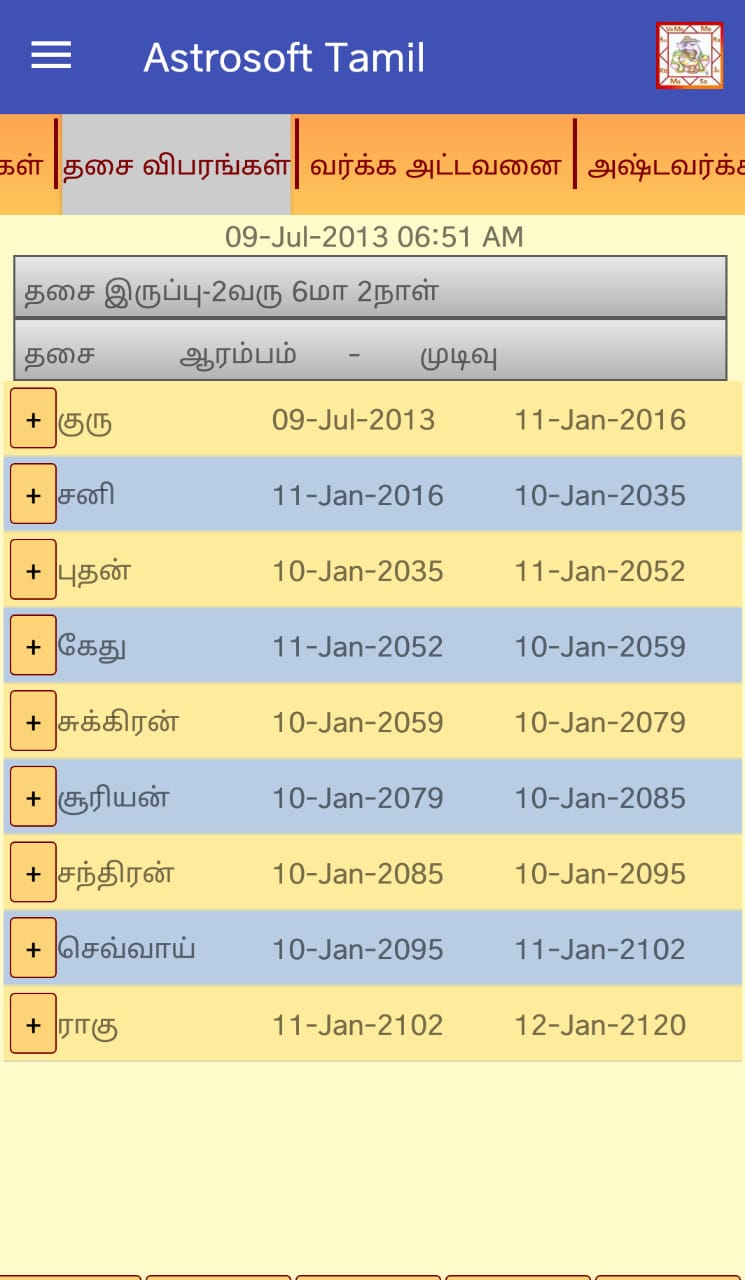 Astrosoft Tamil
கள் தசை விபரங்கள் வர்க்க அட்டவணை அஷ்டவர்க்க
09-Jul-2013 06:51 AM
தசை இருப்பு-2வரு 6மா 2நாள்
தசை ஆரம்பம் - முடிவு
+ குரு 09-Jul-2013 11-Jan-2016
+ சனி 11-Jan-2016 10-Jan-2035
+ புதன் 10-Jan-2035 11-Jan-2052
+ கேது 11-Jan-2052 10-Jan-2059
+ சுக்கிரன் 10-Jan-2059 10-Jan-2079
+ சூரியன் 10-Jan-2079 10-Jan-2085
+ சந்திரன் 10-Jan-2085 10-Jan-2095
+ செவ்வாய் 10-Jan-2095 11-Jan-2102
+ ராகு 11-Jan-2102 12-Jan-2120